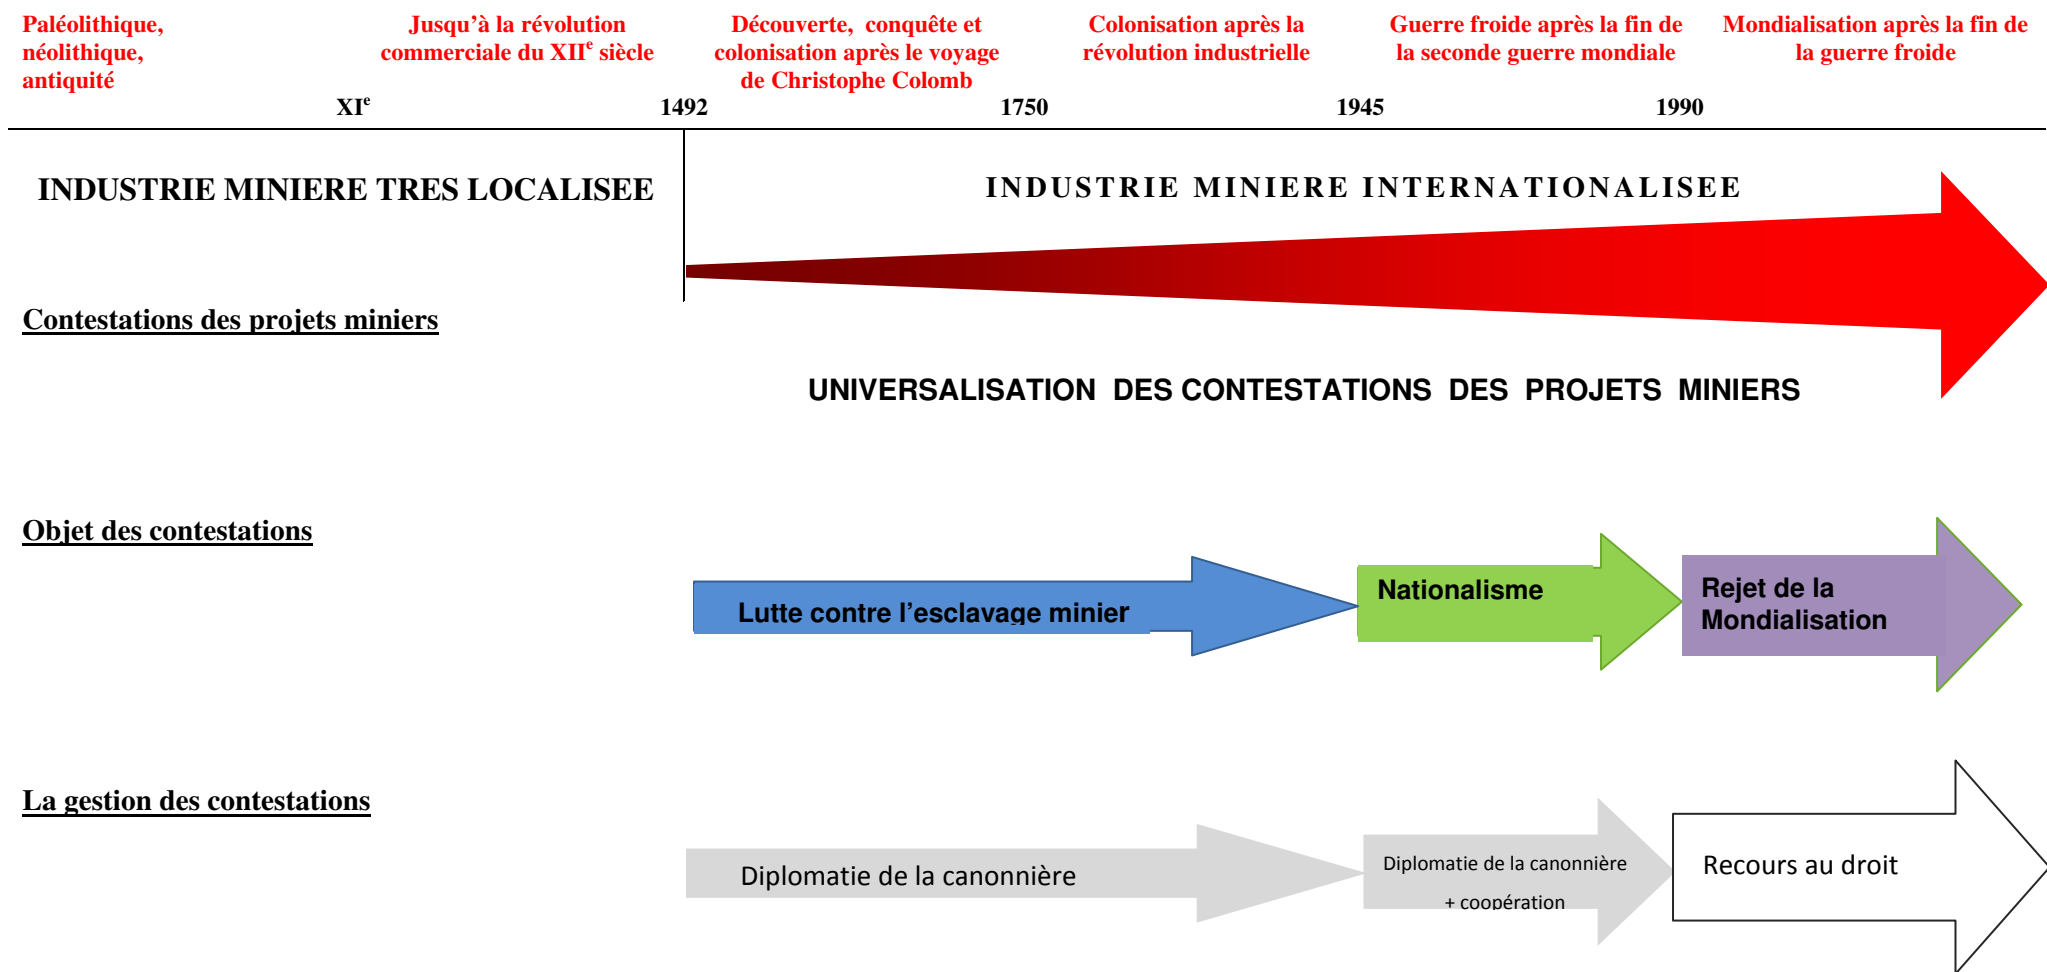 Paléolithique,
néolithique,
antiquité
Jusqu'à la révolution
commerciale du XIIe siècle
Découverte, conquête et
colonisation après le voyage
de Christophe Colomb
Colonisation après la
révolution industrielle
Guerre froide après la fin de
la seconde guerre mondiale
Mondialisation après la fin de
la guerre froide
XIe
1492
1750
1945
1990
INDUSTRIE MINIERE TRES LOCALISEE
INDUSTRIE MINIERE INTERNATIONALISEE
Contestations des projets miniers
UNIVERSALISATION DES CONTESTATIONS DES PROJETS MINIERS
Objet des contestations
Lutte contre l'esclavage minier
Nationalisme
Rejet de la
Mondialisation
La gestion des contestations
Diplomatie de la canonnière
Diplomatie de la canonnière
+ coopération
Recours au droit